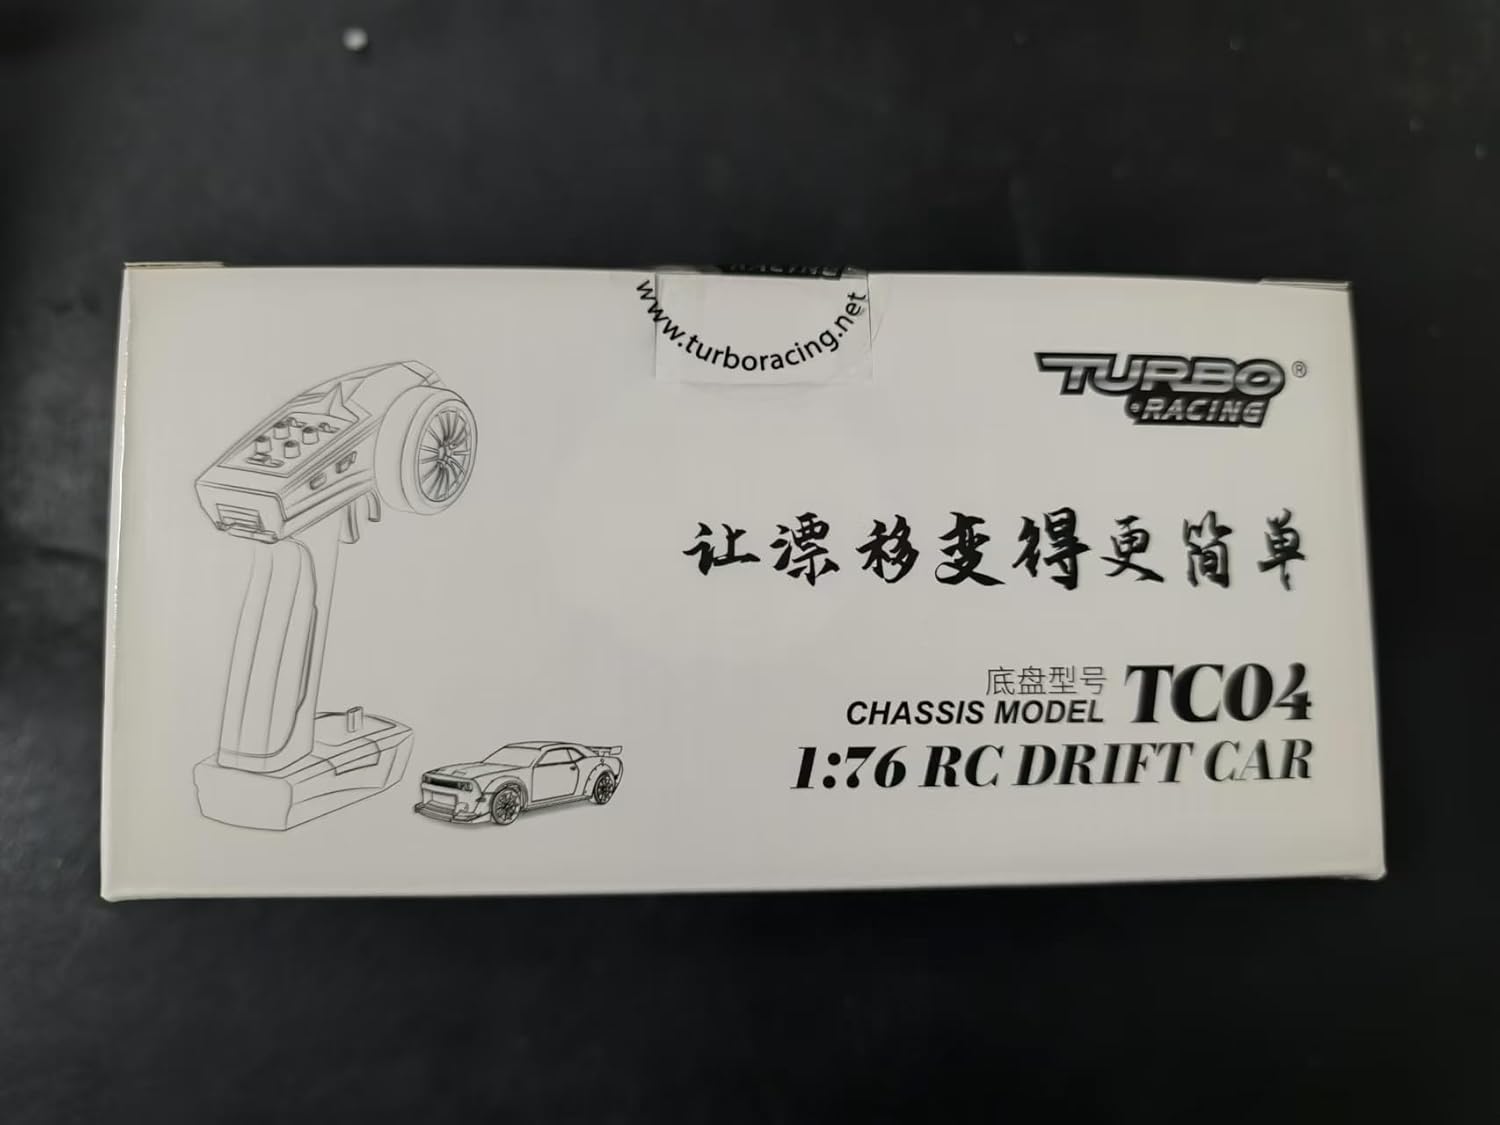 RACING
www.turboracing.net
TURBO ®
RACING
让漂移变得更简单
底盘型号
CHASSIS MODEL TC04
1:76 RC DRIFT CAR